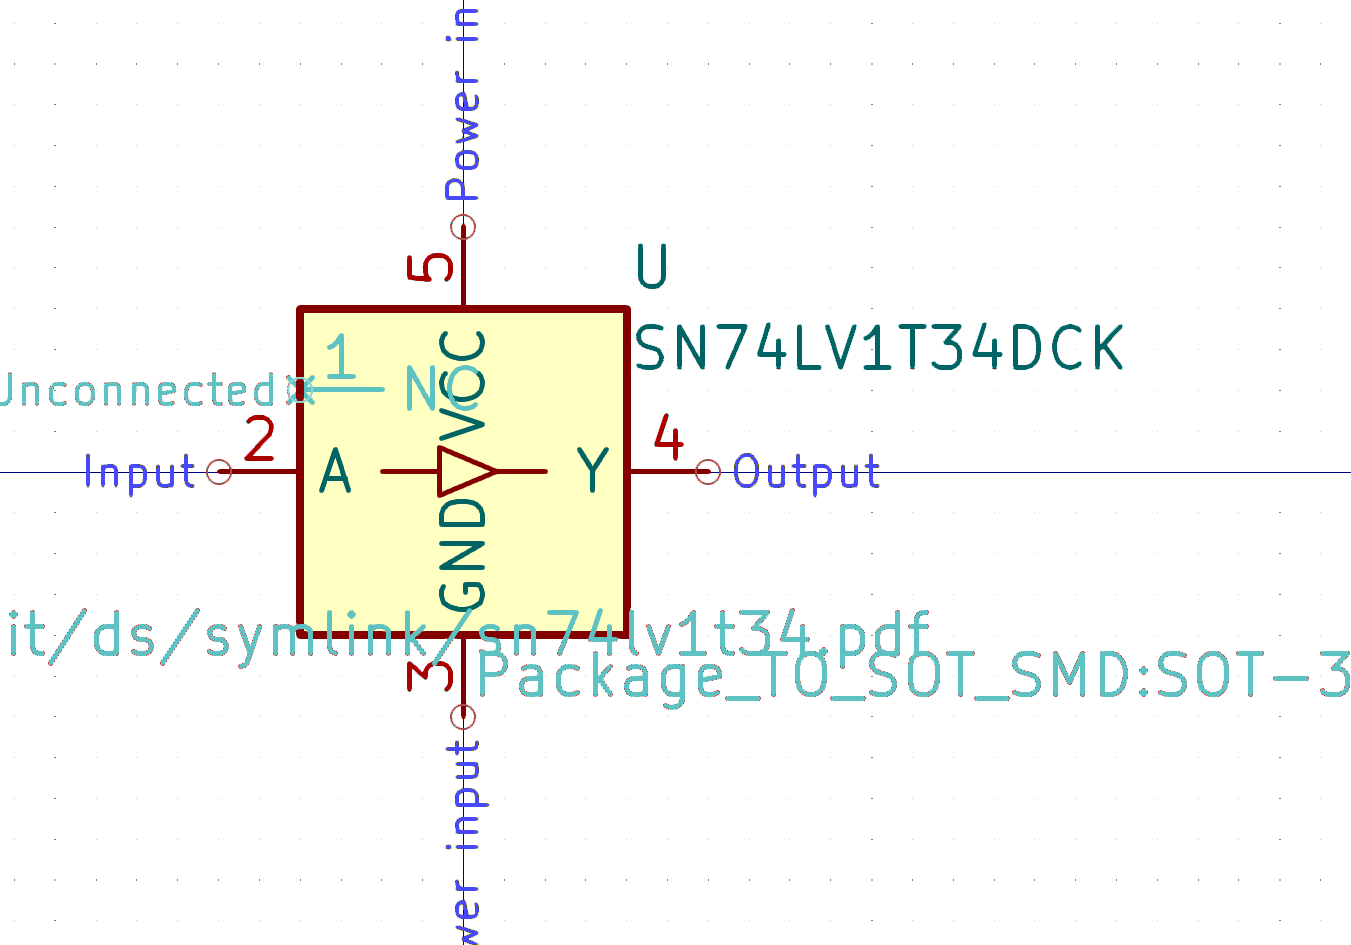 Power in
5
U
SN74LV1T34DCK
1
Unconnected
NC
VCC
2
4
Input
A
Y
Output
GND
it/ds/symlink/sn74lv1t34.pdf
3
Package_TO_SOT_SMD:SOT-3
wer input